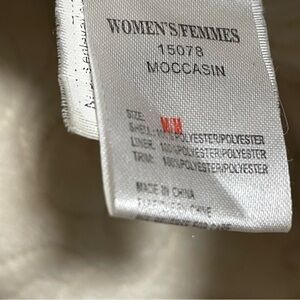 WOMEN'S/FEMMES
15078
MOCCASIN
SIZE: M/M
SHELL: 100% POLYESTER/POLYESTER
LINER: 100% POLYESTER/POLYESTER
TRIM: 100% POLYESTER/POLYESTER
MADE IN CHINA